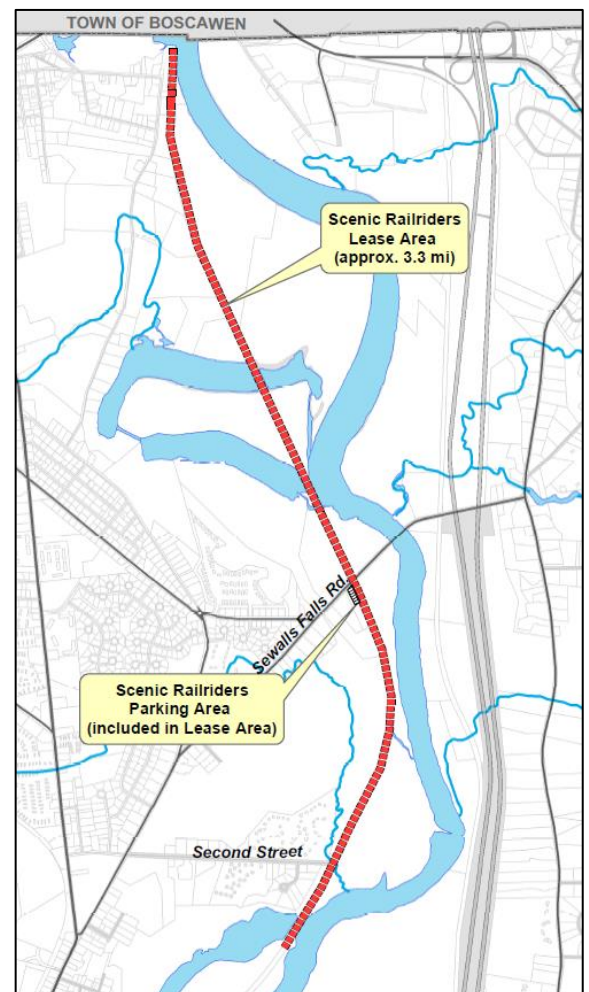 TOWN OF BOSCAWEN
Scenic Railriders
Lease Area
(approx. 3.3 mi)
Sewalls Falls Rd
Scenic Railriders
Parking Area
(included in Lease Area)
Second Street